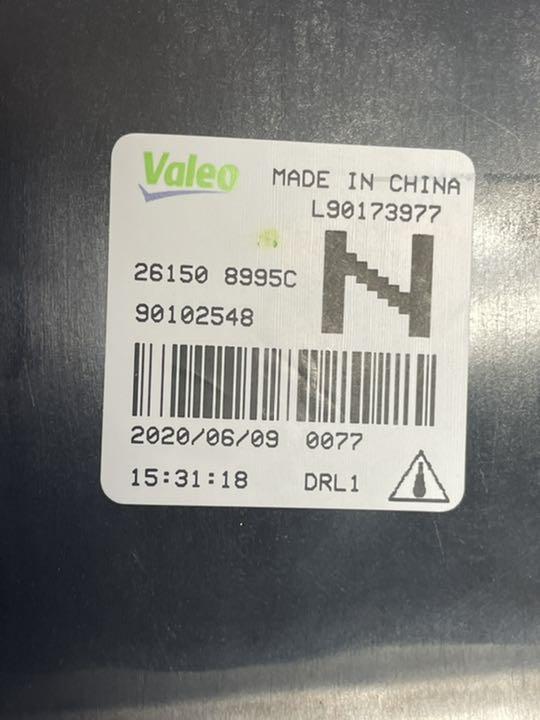 Valeo MADE IN CHINA
L90173977
26150 8995C
N
90102548
2020/06/09 0077
15:31:18 DRL1